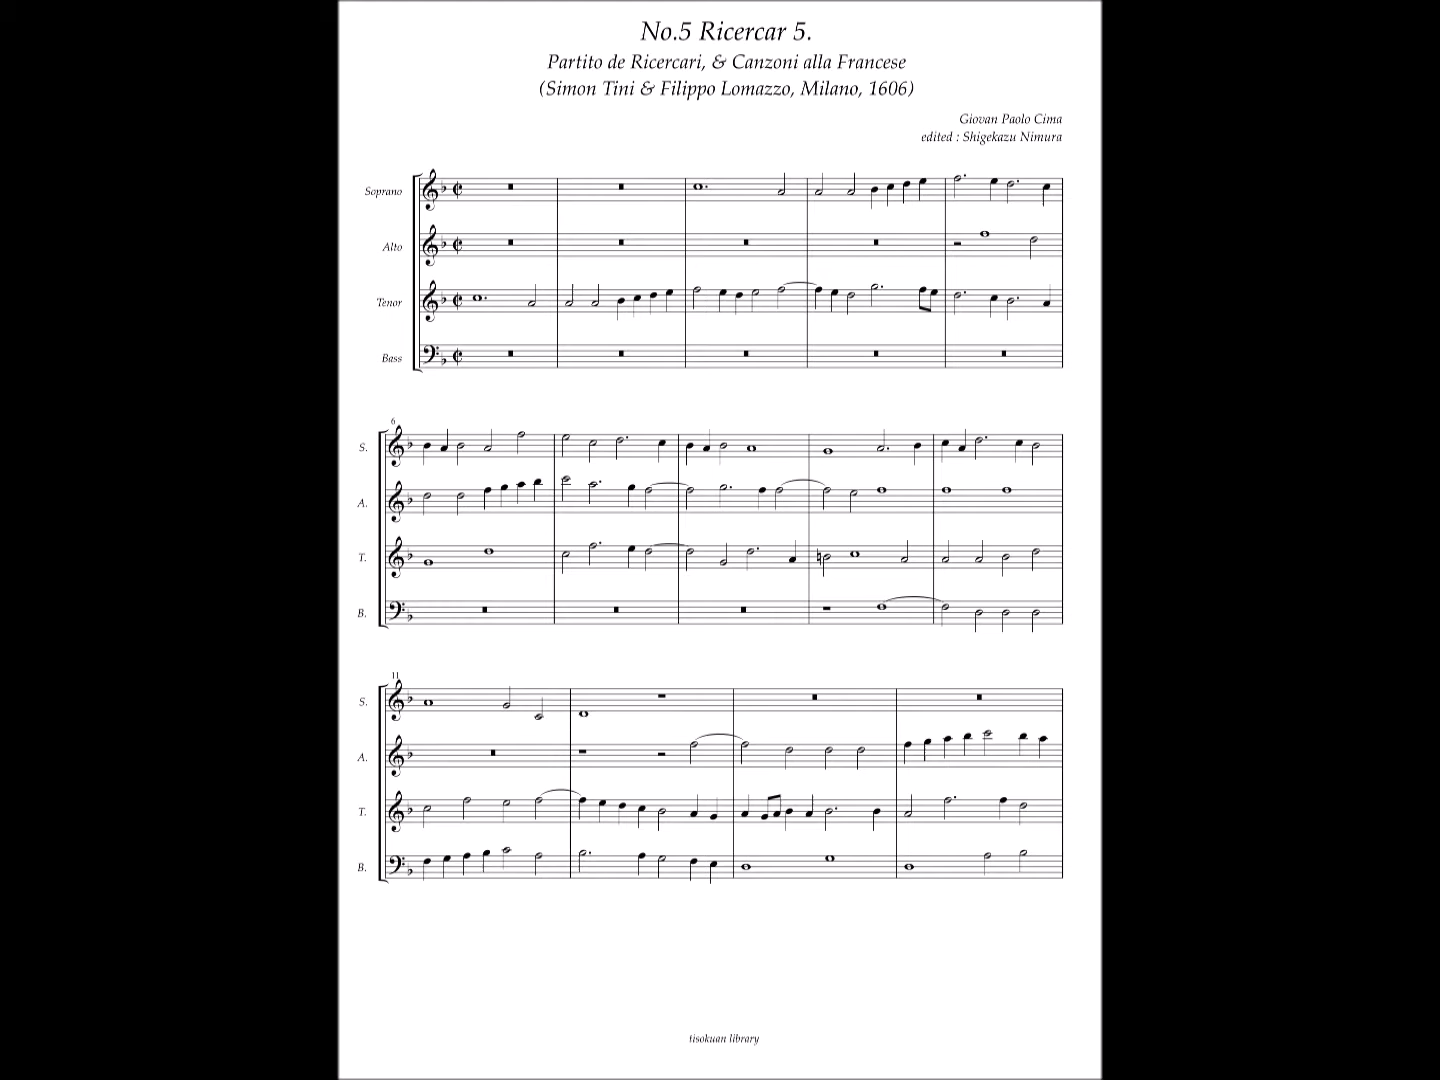 No.5 Ricercar 5.
Partito de Ricercari, & Canzoni alla Francese
(Simon Tini & Filippo Lomazzo, Milano, 1606)
Giovan Paolo Cima
edited : Shigekazu Nimura
Soprano
Alto
Tenor
Bass
6
S.
A.
T.
B.
11
S.
A.
T.
B.
tisokuan library